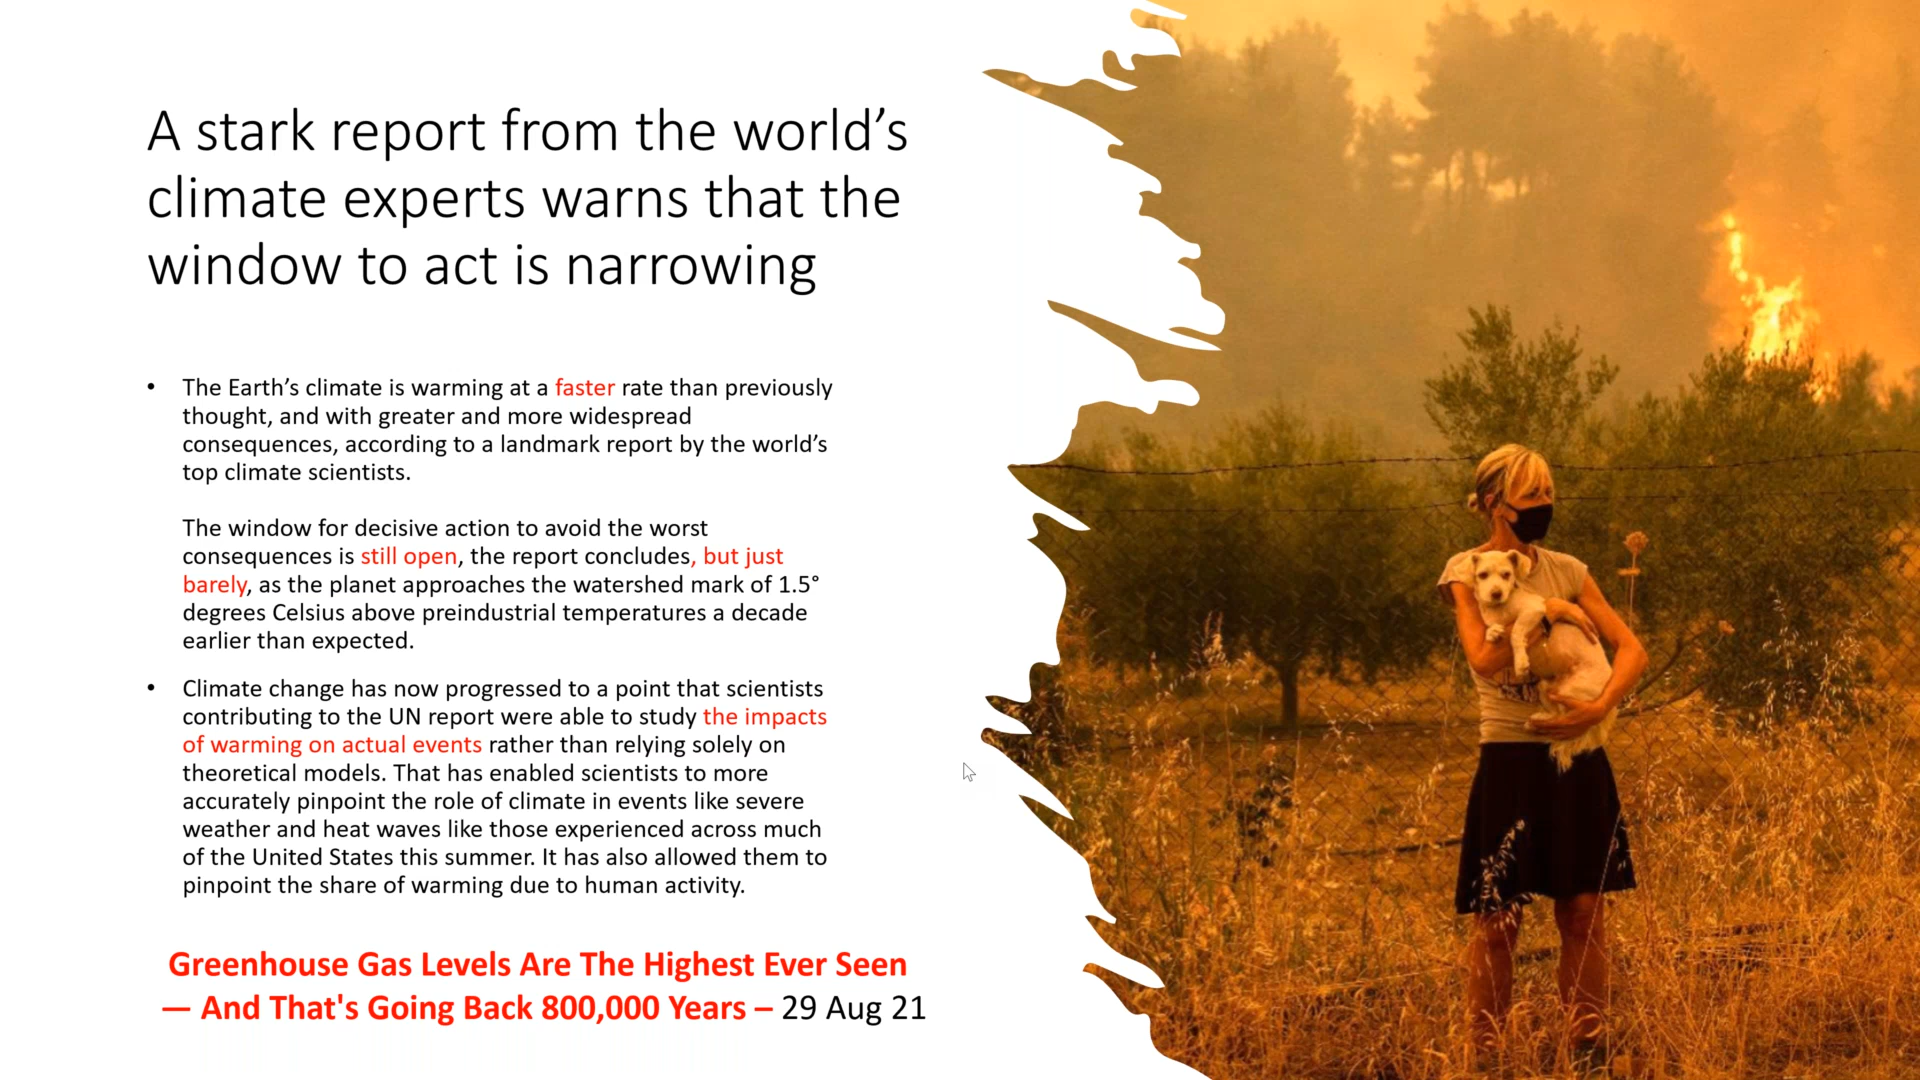 A stark report from the world’s
climate experts warns that the
window to act is narrowing
• The Earth’s climate is warming at a faster rate than previously
thought, and with greater and more widespread
consequences, according to a landmark report by the world’s
top climate scientists.
The window for decisive action to avoid the worst
consequences is still open, the report concludes, but just
barely, as the planet approaches the watershed mark of 1.5°
degrees Celsius above preindustrial temperatures a decade
earlier than expected.
• Climate change has now progressed to a point that scientists
contributing to the UN report were able to study the impacts
of warming on actual events rather than relying solely on
theoretical models. That has enabled scientists to more
accurately pinpoint the role of climate in events like severe
weather and heat waves like those experienced across much
of the United States this summer. It has also allowed them to
pinpoint the share of warming due to human activity.
Greenhouse Gas Levels Are The Highest Ever Seen
— And That's Going Back 800,000 Years – 29 Aug 21